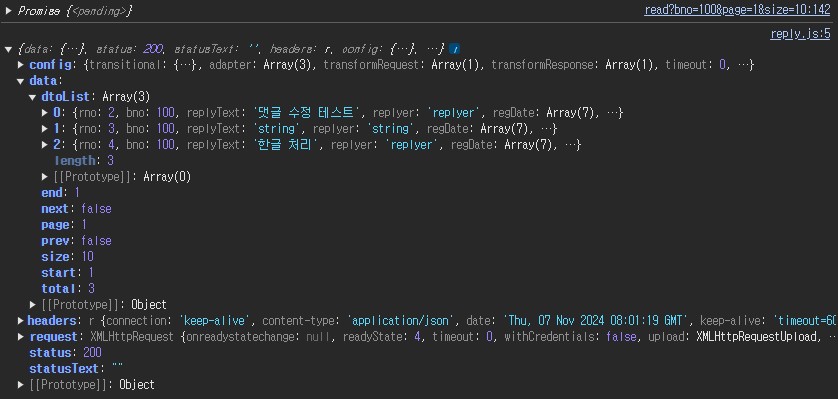 ▶ Promise {<pending>} read?bno=100&page=1&size=10:142
reply.js:5
▼ {data: {…}, status: 200, statusText: '', headers: r, config: {…}, …} i
▶ config: {transitional: {…}, adapter: Array(3), transformRequest: Array(1), transformResponse: Array(1), timeout: 0, …}
▼ data:
▼ dtoList: Array(3)
▶ 0: {rno: 2, bno: 100, replyText: '댓글 수정 테스트', replyer: 'replyer', regDate: Array(7), …}
▶ 1: {rno: 3, bno: 100, replyText: 'string', replyer: 'string', regDate: Array(7), …}
▶ 2: {rno: 4, bno: 100, replyText: '한글 처리', replyer: 'replyer', regDate: Array(7), …}
length: 3
▶ [[Prototype]]: Array(0)
end: 1
next: false
page: 1
prev: false
size: 10
start: 1
total: 3
▶ [[Prototype]]: Object
▶ headers: r {connection: 'keep-alive', content-type: 'application/json', date: 'Thu, 07 Nov 2024 08:01:19 GMT', keep-alive: 'timeout=60
▶ request: XMLHttpRequest {onreadystatechange: null, readyState: 4, timeout: 0, withCredentials: false, upload: XMLHttpRequestUpload, …
status: 200
statusText: ""
▶ [[Prototype]]: Object